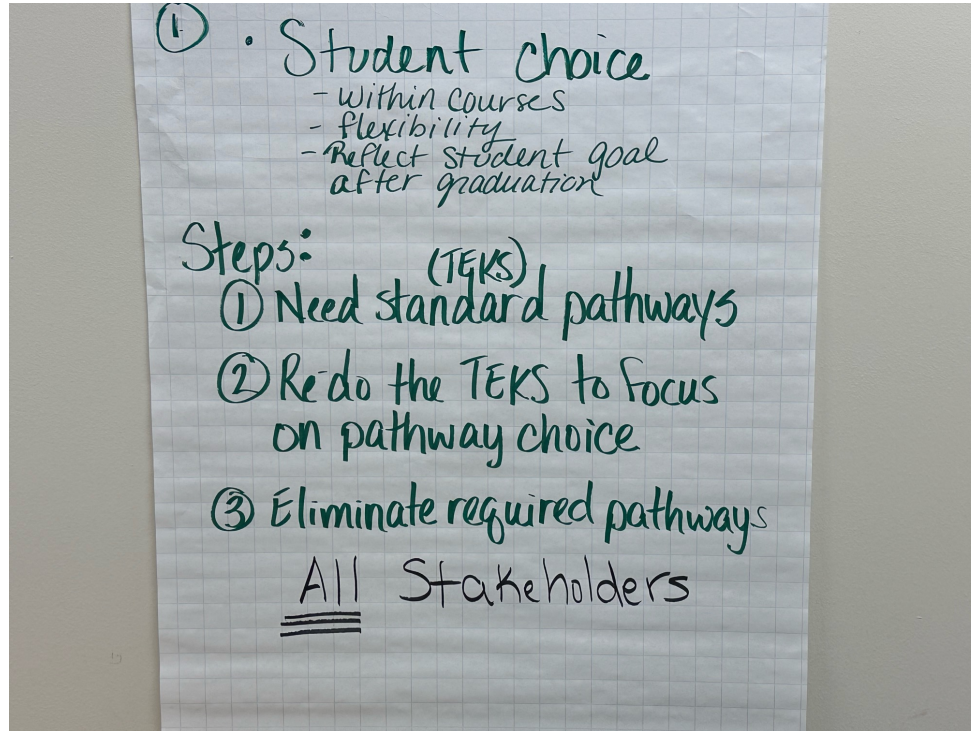 ① • Student choice
- within courses
- flexibility
- Reflect student goal
after graduation
Steps:
(TEKS)
① Need standard pathways
② Re-do the TEKS to focus
on pathway choice
③ Eliminate required pathways
All Stakeholders